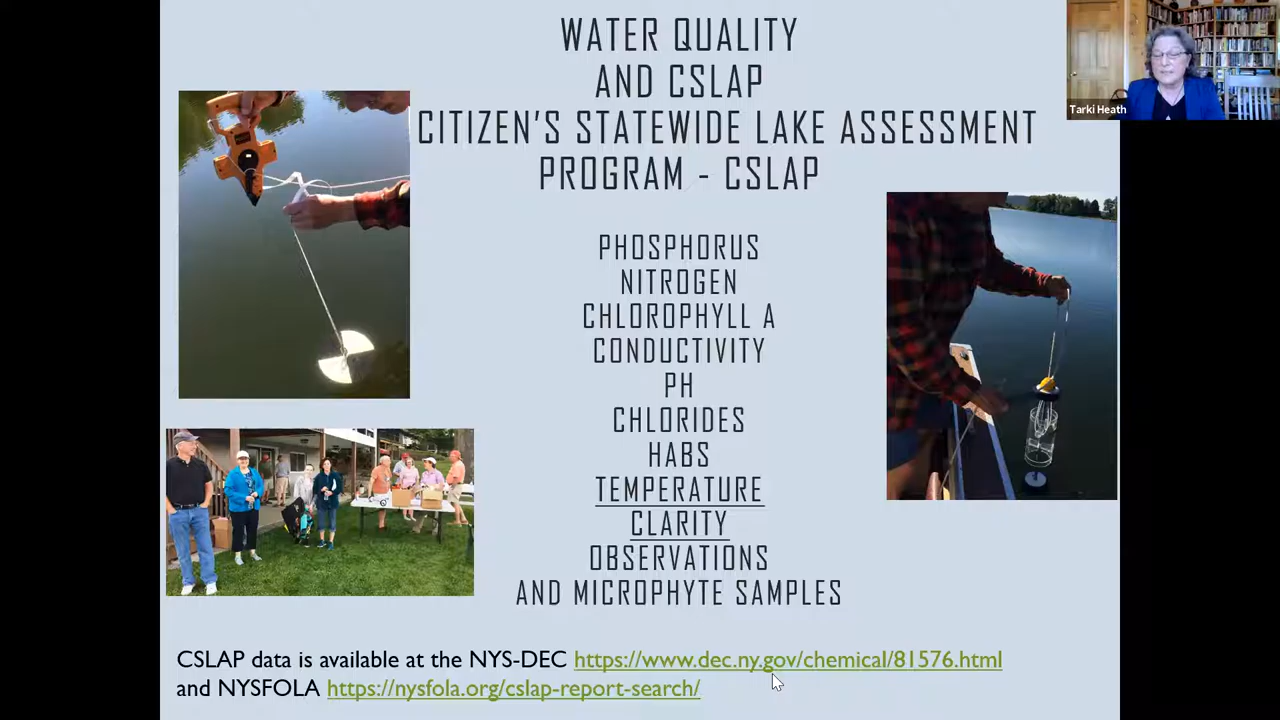 WATER QUALITY
AND CSLAP
CITIZEN'S STATEWIDE LAKE ASSESSMENT
PROGRAM - CSLAP
Tarki Heath
PHOSPHORUS
NITROGEN
CHLOROPHYLL A
CONDUCTIVITY
PH
CHLORIDES
HABS
TEMPERATURE
CLARITY
OBSERVATIONS
AND MICROPHYTE SAMPLES
CSLAP data is available at the NYS-DEC https://www.dec.ny.gov/chemical/81576.html
and NYSFOLA https://nysfola.org/cslap-report-search/